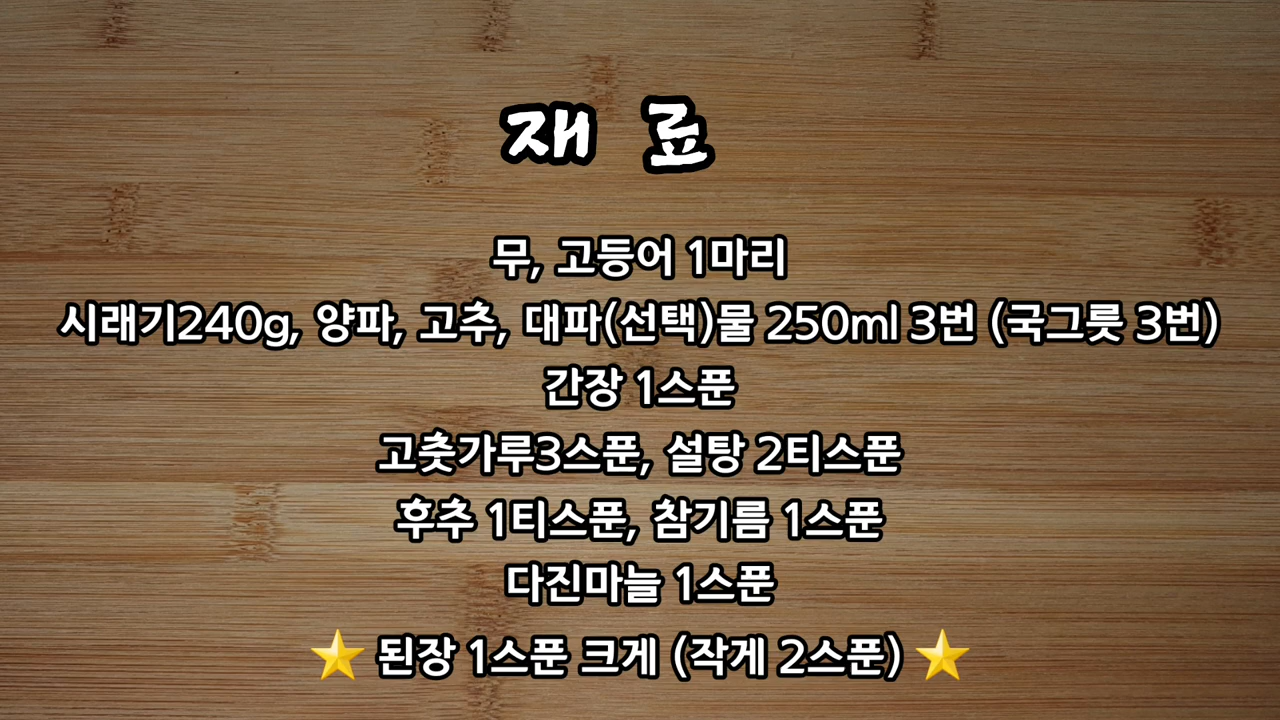 재 료
무, 고등어 1마리
시래기240g, 양파, 고추, 대파(선택)물 250ml 3번 (국그릇 3번)
간장 1스푼
고춧가루3스푼, 설탕 2티스푼
후추 1티스푼, 참기름 1스푼
다진마늘 1스푼
⭐ 된장 1스푼 크게 (작게 2스푼) ⭐